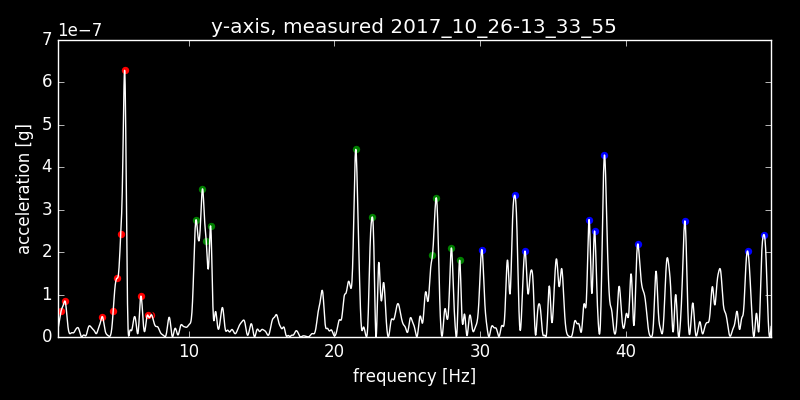 y-axis, measured 2017_10_26-13_33_55
1e−7
7
6
5
4
3
2
1
0
10 20 30 40
acceleration [g]
frequency [Hz]